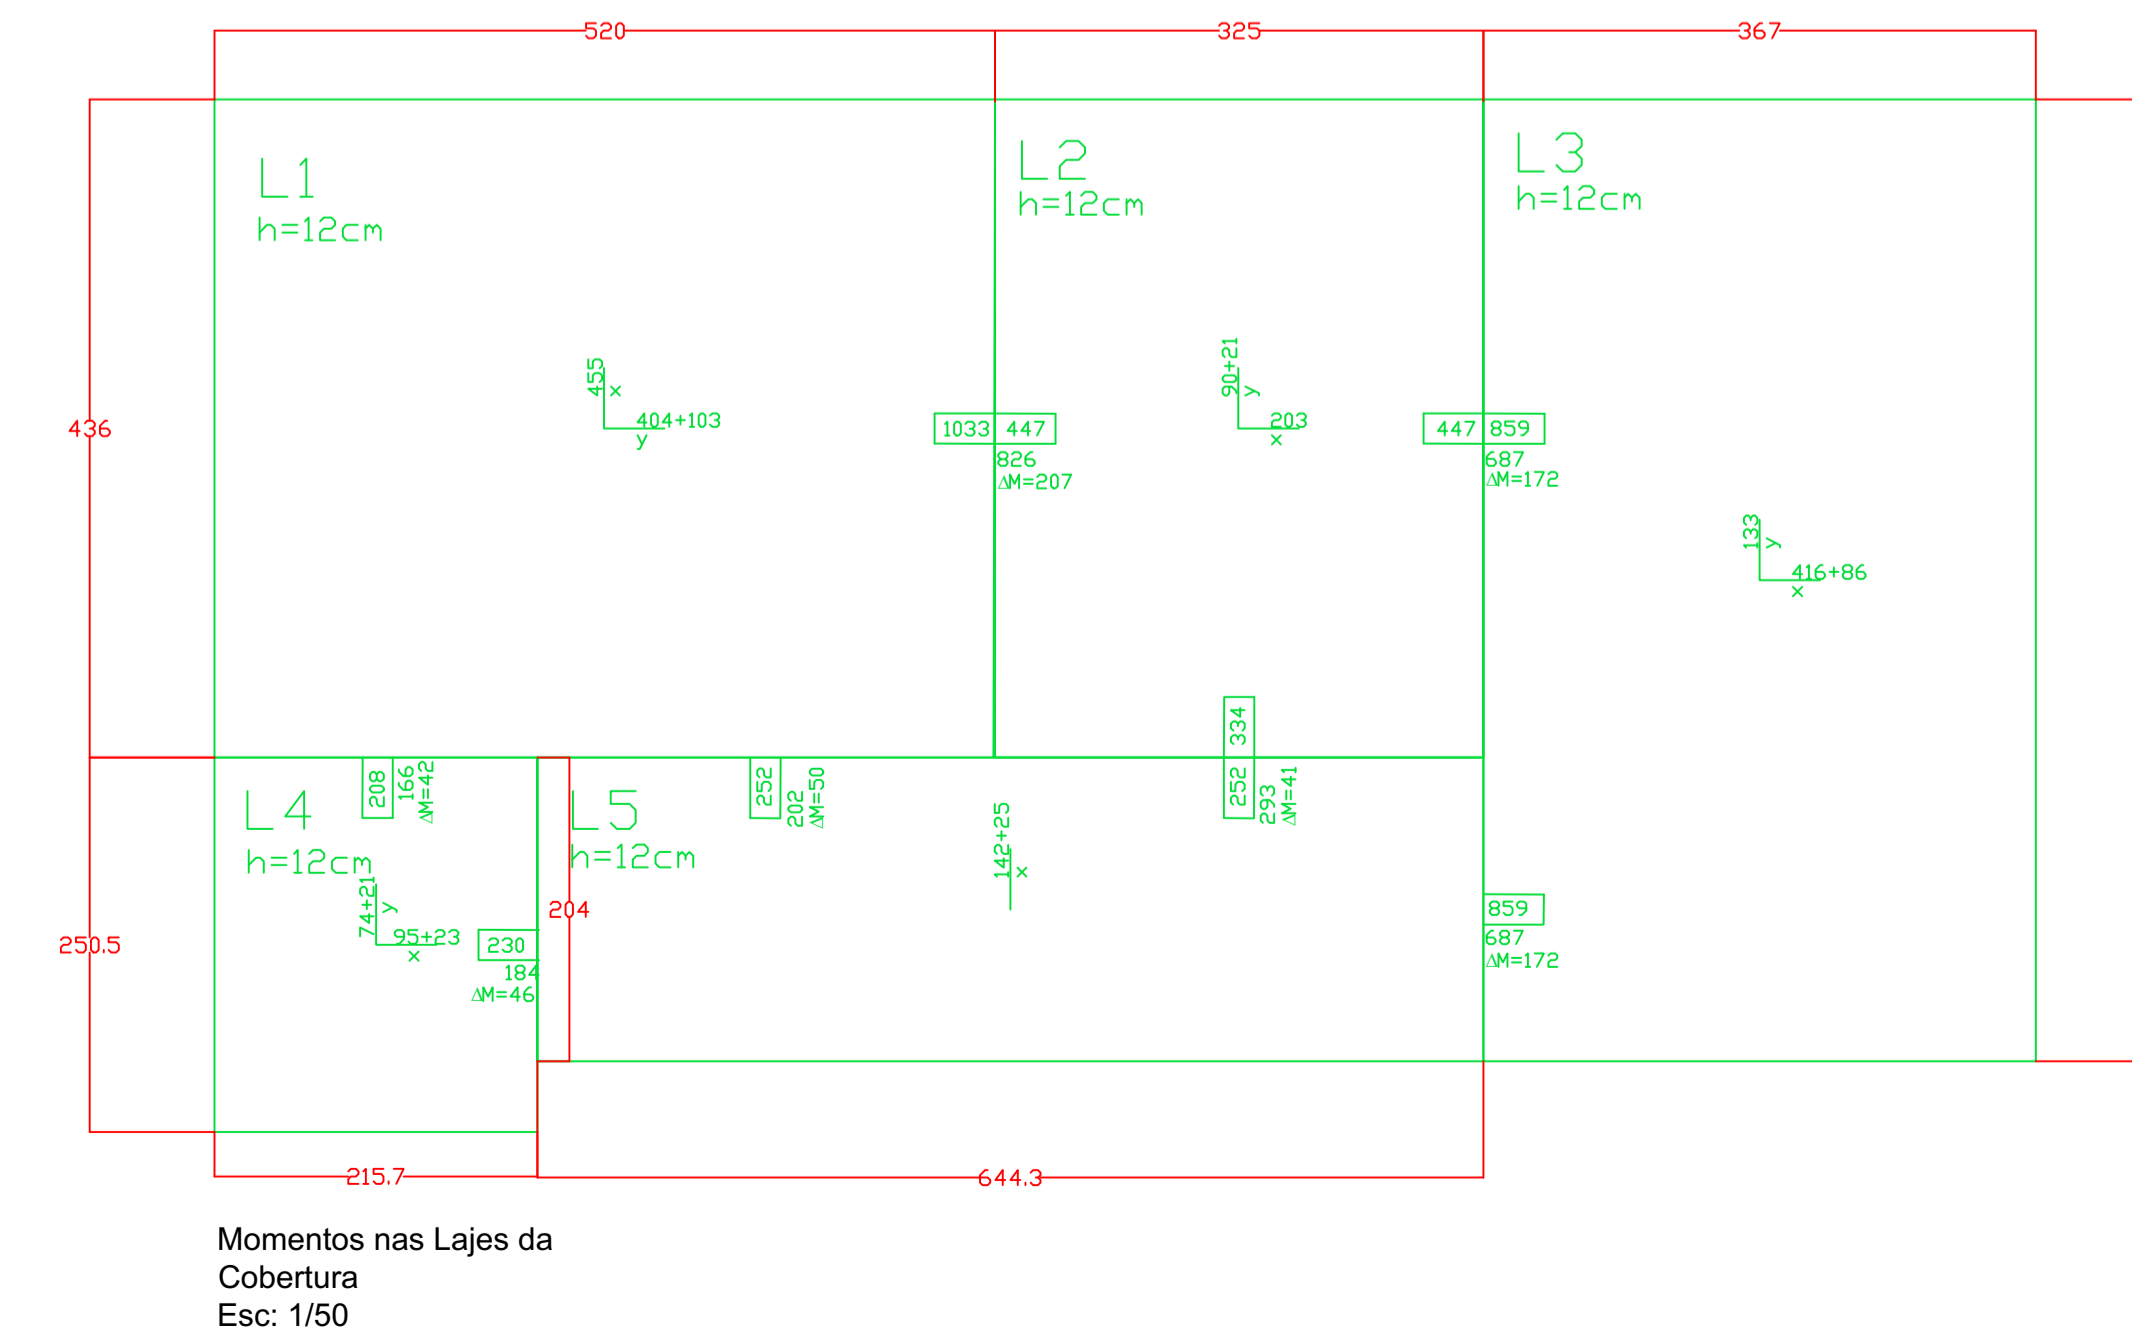 520
325
367
L1
h=12cm
L2
h=12cm
L3
h=12cm
436
455
x
404+103
y
1033
447
826
ΔM=207
90+21
y
203
x
447
859
687
ΔM=172
133
y
416+86
x
334
252
293
ΔM=41
L4
h=12cm
208
166
ΔM=42
74+21
y
95+23
x
230
184
ΔM=46
250.5
204
L5
h=12cm
252
202
ΔM=50
142+25
x
859
687
ΔM=172
215.7
644.3
Momentos nas Lajes da
Cobertura
Esc: 1/50